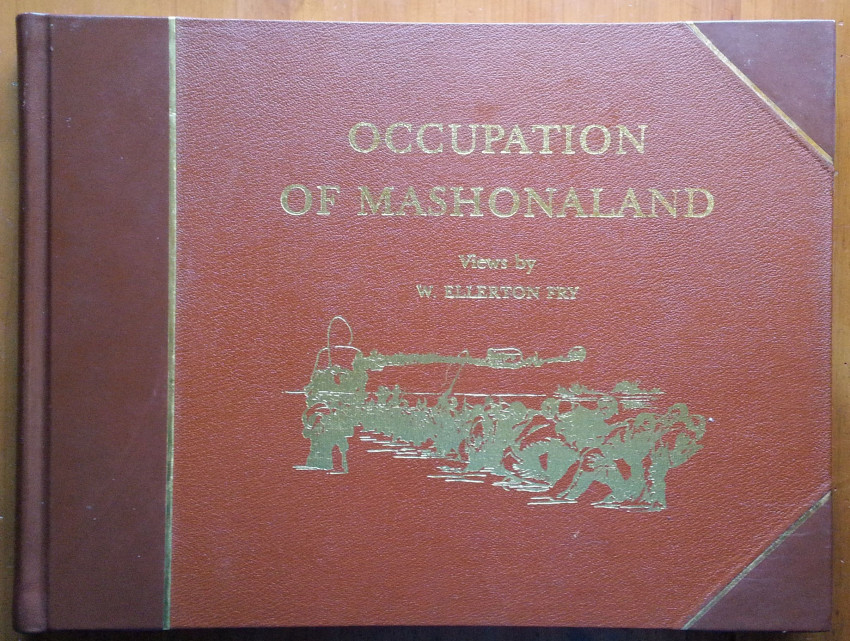 OCCUPATION
OF MASHONALAND
Views by
W. ELLERTON FRY